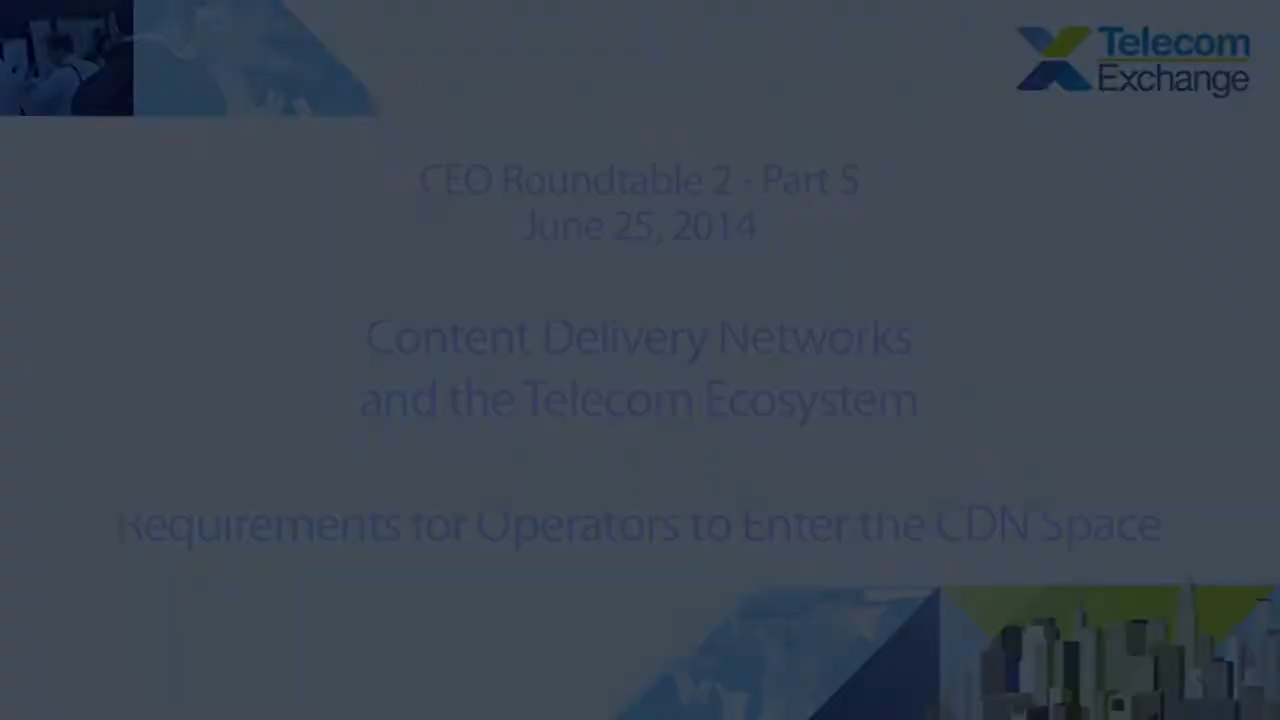 Telecom
Exchange
CEO Roundtable 2 - Part 5
June 25, 2014
Content Delivery Networks
and the Telecom Ecosystem
Requirements for Operators to Enter the CDN Space